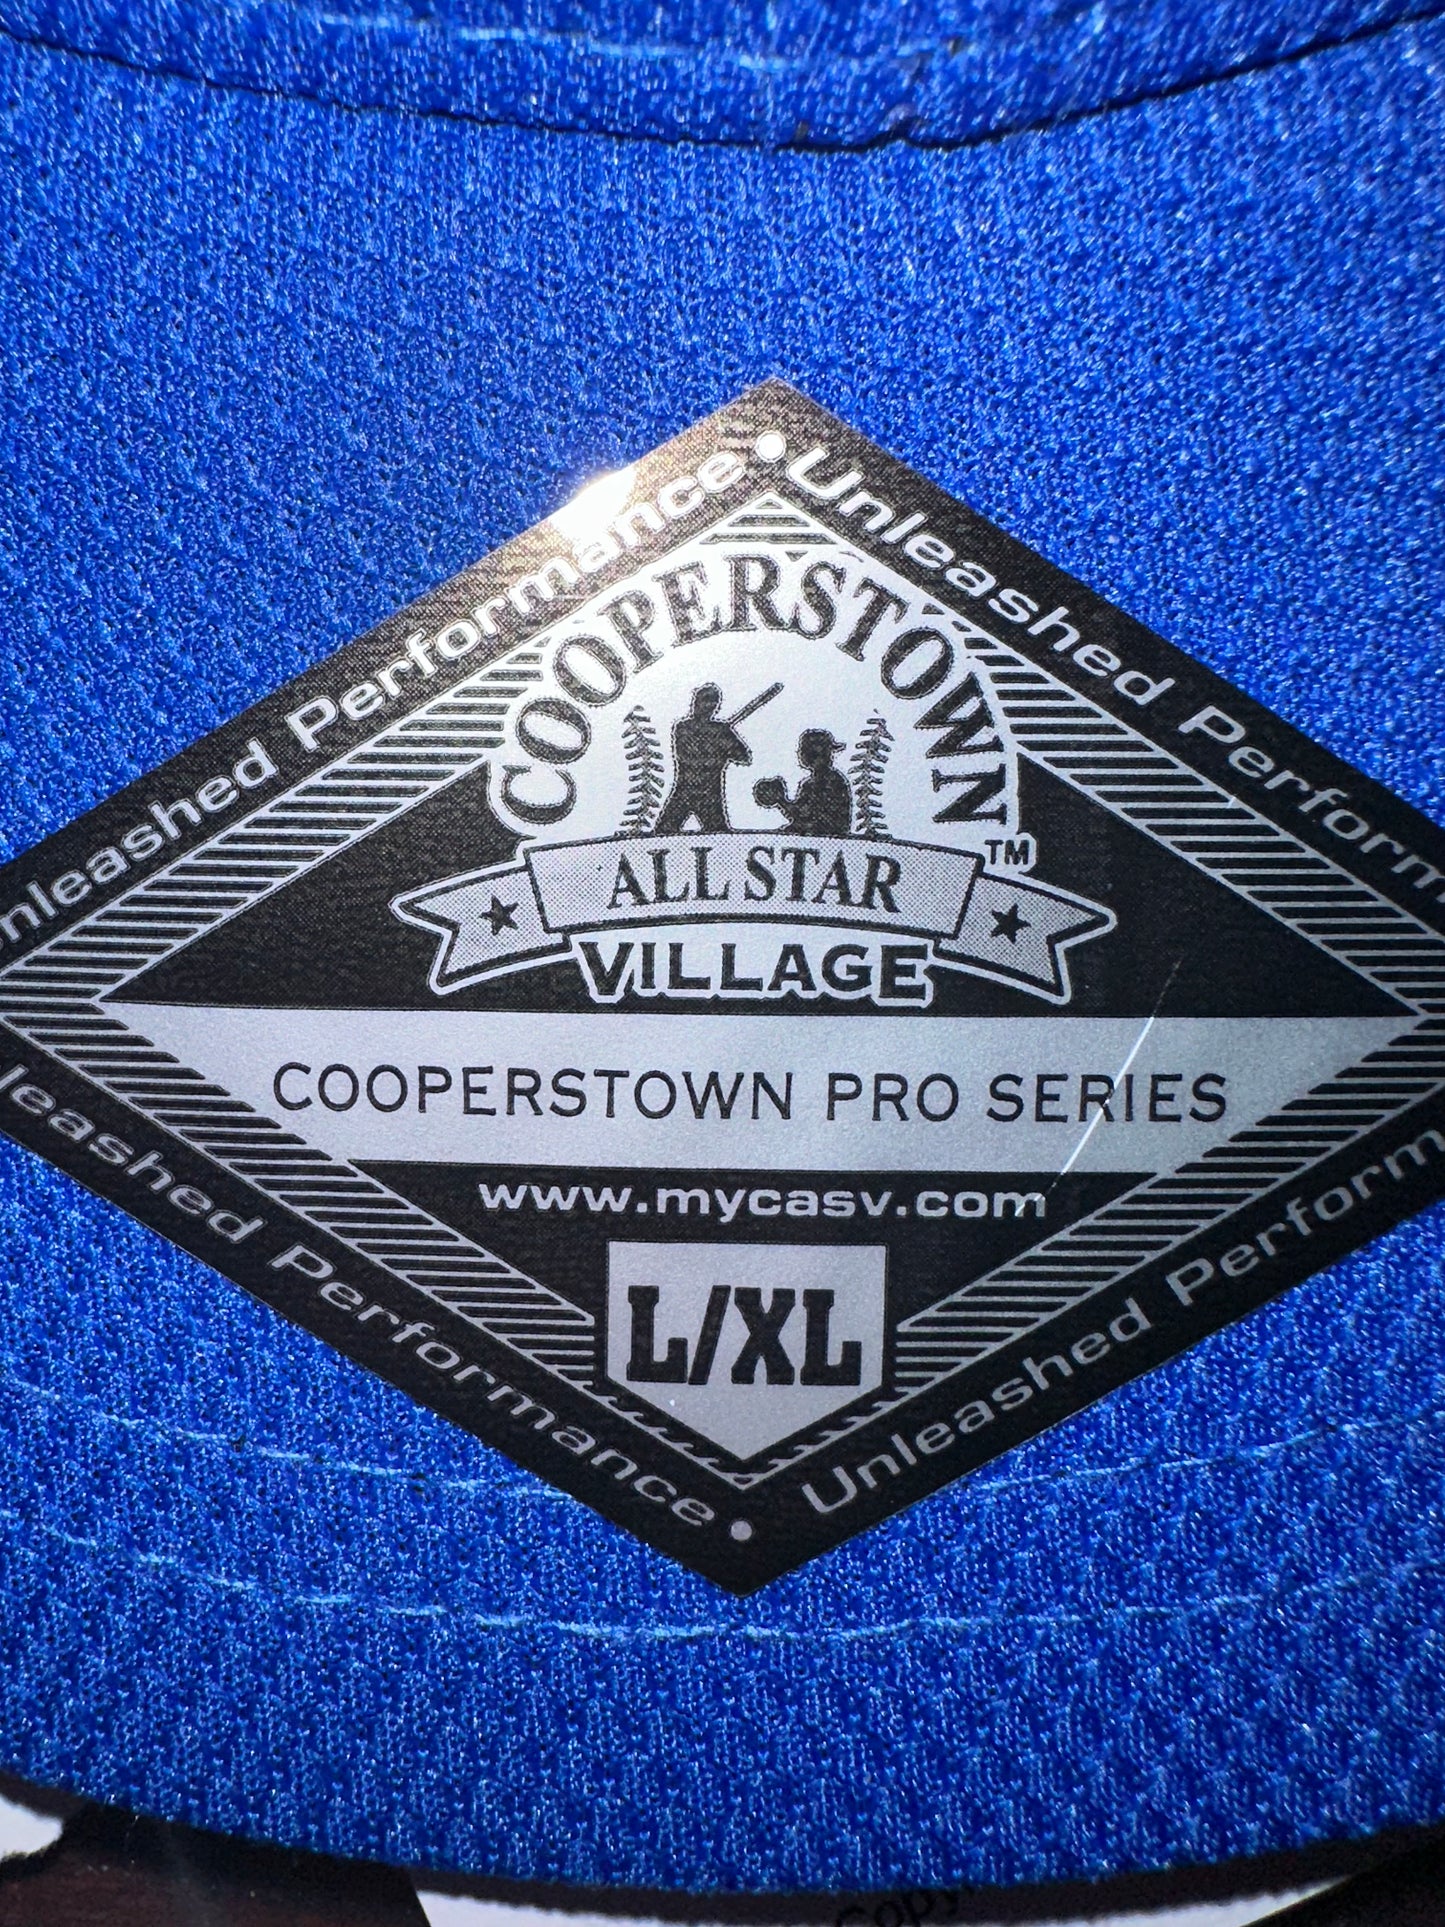 Unleashed Performance • Unleashed Performance
COOPERSTOWN
ALL STAR
VILLAGE
TM
COOPERSTOWN PRO SERIES
www.mycasv.com
L/XL
Unleashed Performance • Unleashed Performance